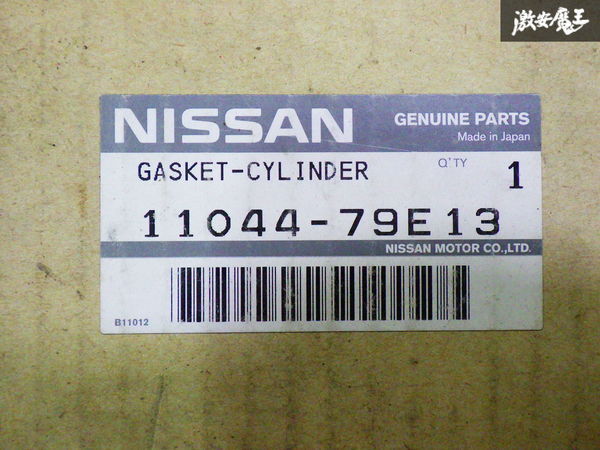 激安魔王
NISSAN
GENUINE PARTS
Made in Japan
GASKET-CYLINDER
Q'TY
1
11044-79E13
NISSAN MOTOR CO.,LTD.
B11012